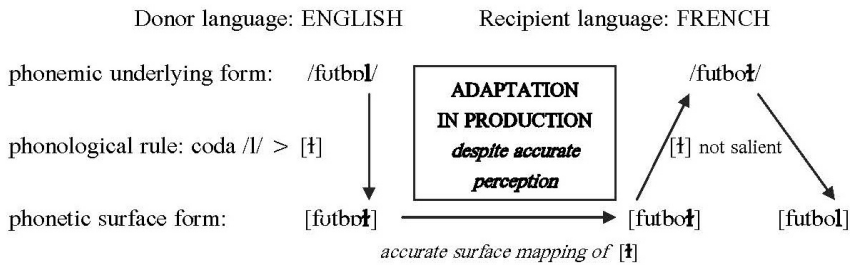 Donor language: ENGLISH Recipient language: FRENCH
phonemic underlying form: /fʊtbɒl/ /futboɫ/
ADAPTATION
IN PRODUCTION
despite accurate
perception
phonological rule: coda /l/ > [ɫ] [ɫ] not salient
phonetic surface form: [fʊtbɒɫ] [futboɫ] [futbol]
accurate surface mapping of [ɫ]